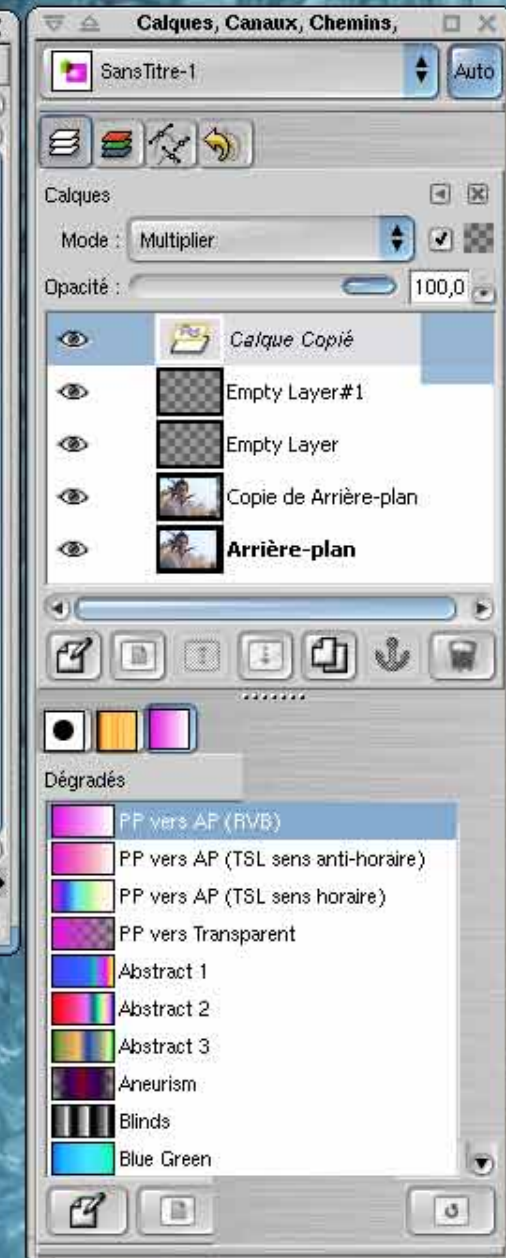 Calques, Canaux, Chemins,
SansTitre-1
Auto
Calques
Mode : Multiplier
Opacité : 100,0
Calque Copié
Empty Layer#1
Empty Layer
Copie de Arrière-plan
Arrière-plan
Dégradés
PP vers AP (RVB)
PP vers AP (TSL sens anti-horaire)
PP vers AP (TSL sens horaire)
PP vers Transparent
Abstract 1
Abstract 2
Abstract 3
Aneurism
Blinds
Blue Green